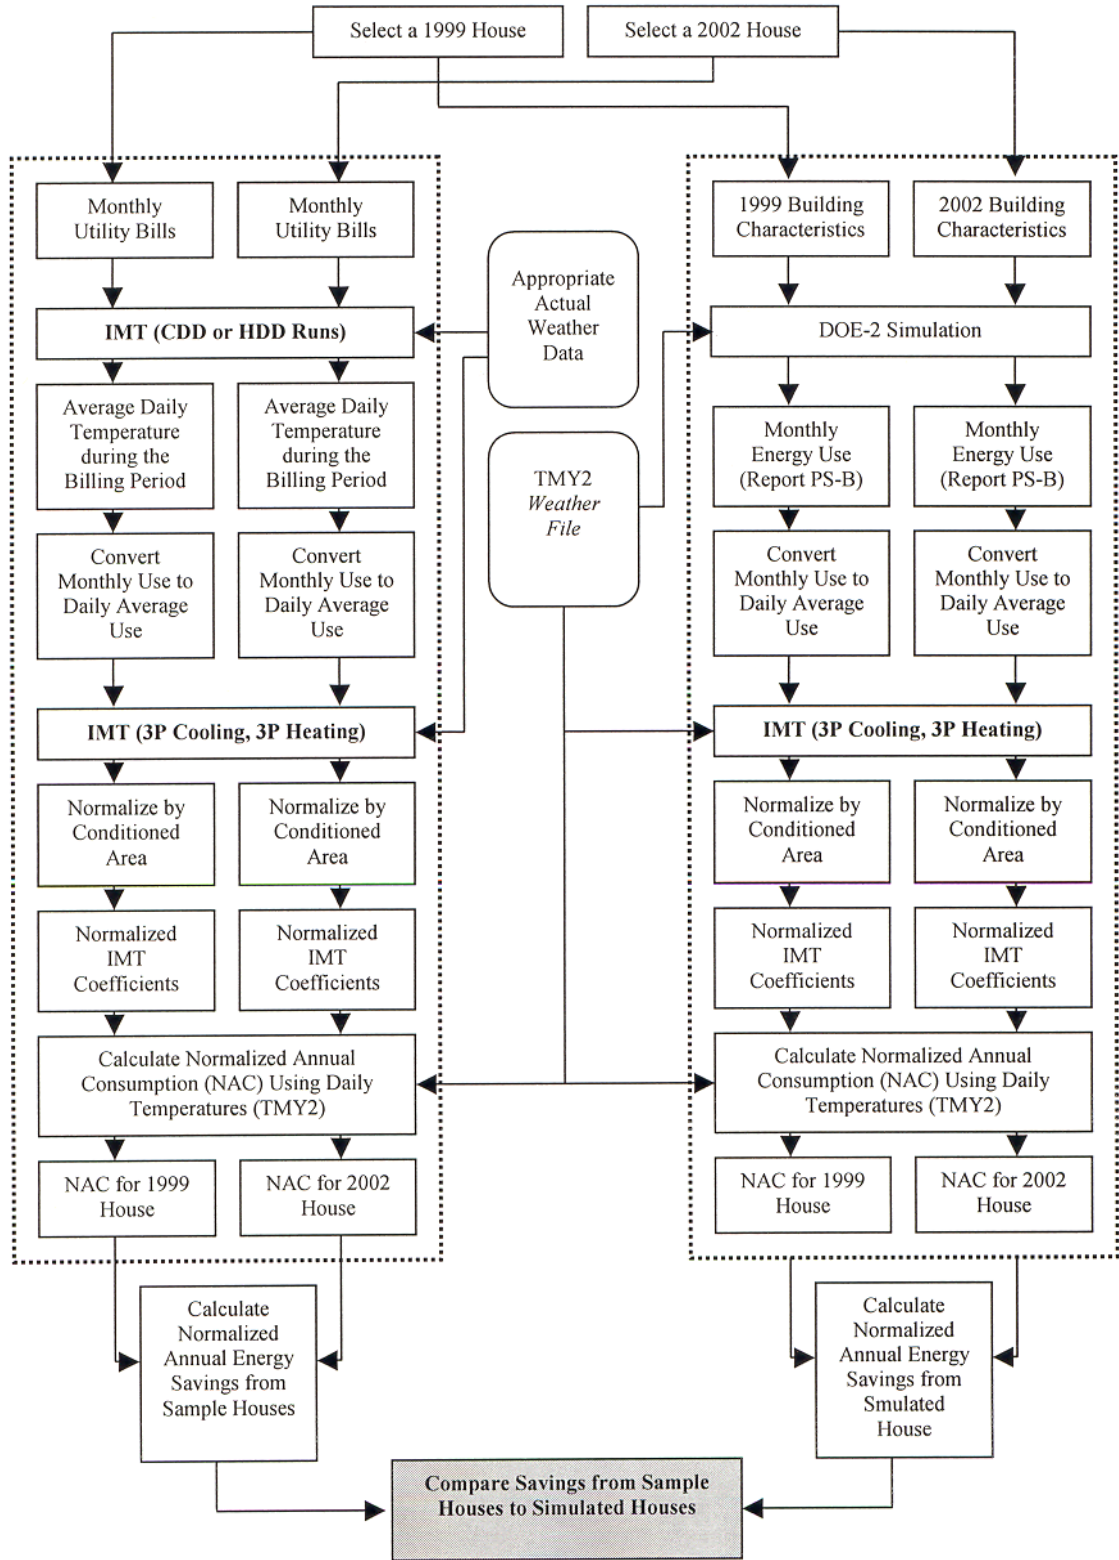 Select a 1999 House
Select a 2002 House
Monthly
Utility Bills
Monthly
Utility Bills
Appropriate
Actual
Weather
Data
1999 Building
Characteristics
2002 Building
Characteristics
IMT (CDD or HDD Runs)
DOE-2 Simulation
Average Daily
Temperature
during the
Billing Period
Average Daily
Temperature
during the
Billing Period
TMY2
Weather
File
Monthly
Energy Use
(Report PS-B)
Monthly
Energy Use
(Report PS-B)
Convert
Monthly Use to
Daily Average
Use
Convert
Monthly Use to
Daily Average
Use
Convert
Monthly Use to
Daily Average
Use
Convert
Monthly Use to
Daily Average
Use
IMT (3P Cooling, 3P Heating)
IMT (3P Cooling, 3P Heating)
Normalize by
Conditioned
Area
Normalize by
Conditioned
Area
Normalize by
Conditioned
Area
Normalize by
Conditioned
Area
Normalized
IMT
Coefficients
Normalized
IMT
Coefficients
Normalized
IMT
Coefficients
Normalized
IMT
Coefficients
Calculate Normalized Annual
Consumption (NAC) Using Daily
Temperatures (TMY2)
Calculate Normalized Annual
Consumption (NAC) Using Daily
Temperatures (TMY2)
NAC for 1999
House
NAC for 2002
House
NAC for 1999
House
NAC for 2002
House
Calculate
Normalized
Annual Energy
Savings from
Sample Houses
Calculate
Normalized
Annual Energy
Savings from
Smulated
House
Compare Savings from Sample
Houses to Simulated Houses